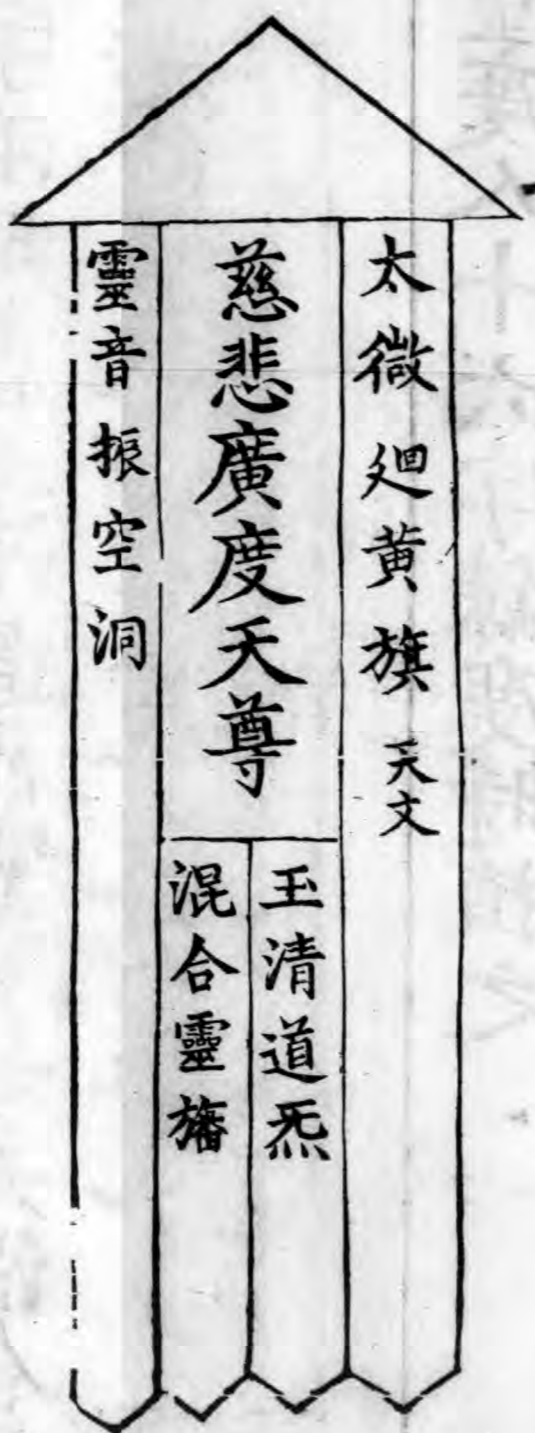 太微廻黃旗天文
慈悲廣度天尊
玉清道炁
混合靈旛
靈音振空洞